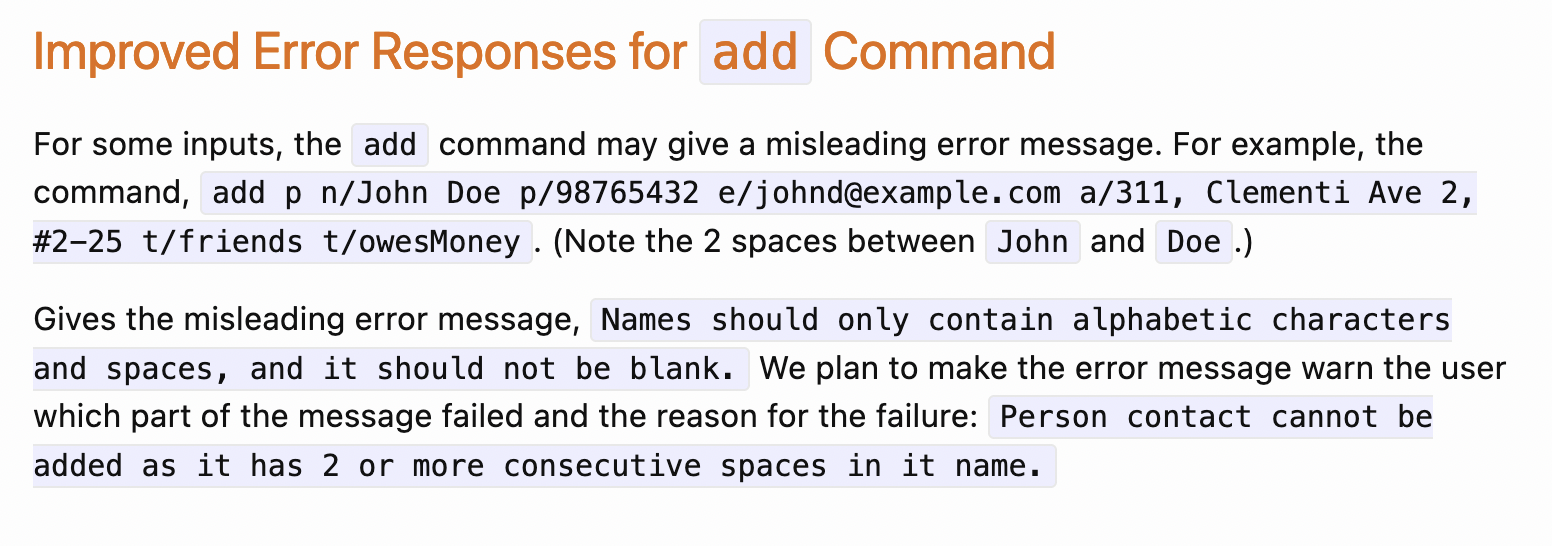 Improved Error Responses for add Command
For some inputs, the add command may give a misleading error message. For example, the
command, add p n/John Doe p/98765432 e/johnd@example.com a/311, Clementi Ave 2,
#2-25 t/friends t/owesMoney. (Note the 2 spaces between John and Doe.)
Gives the misleading error message, Names should only contain alphabetic characters
and spaces, and it should not be blank. We plan to make the error message warn the user
which part of the message failed and the reason for the failure: Person contact cannot be
added as it has 2 or more consecutive spaces in it name.